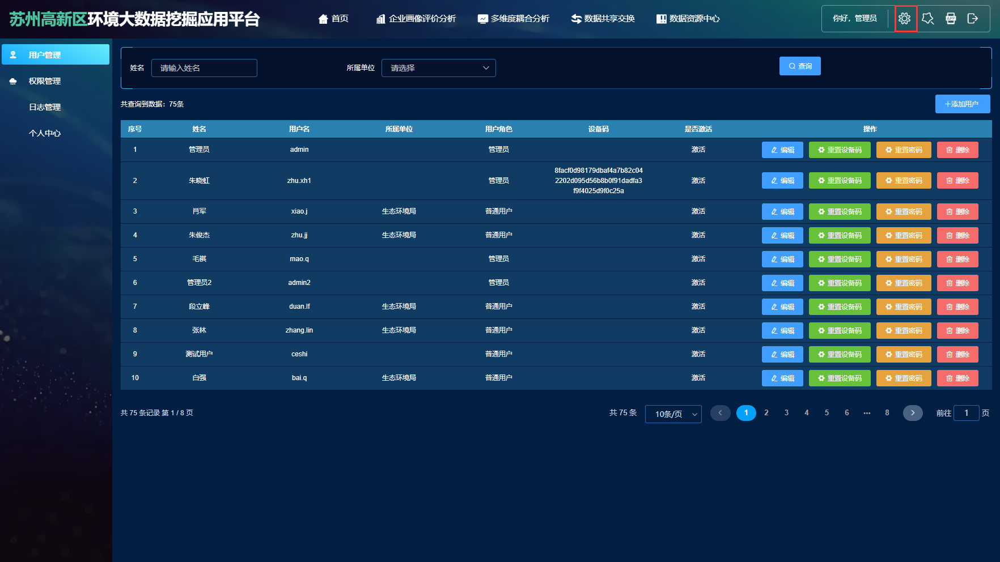 苏州高新区环境大数据挖掘应用平台
首页
企业画像评价分析
多维度耦合分析
数据共享交换
数据资源中心
你好，管理员
APP
用户管理
权限管理
日志管理
个人中心
姓名 请输入姓名 所属单位 请选择 查询
共查询到数据：75条 +添加用户
序号 姓名 用户名 所属单位 用户角色 设备码 是否激活 操作
1 管理员 admin 管理员 激活 编辑 重置设备码 重置密码 删除
8facf0d98179dbaf4a7b82c04
2 朱晓虹 zhu.xh1 管理员 2202d095d56b8b0f91dadfa3 激活 编辑 重置设备码 重置密码 删除
f9f4025d9f0c25a
3 肖军 xiao.j 生态环境局 普通用户 激活 编辑 重置设备码 重置密码 删除
4 朱俊杰 zhu.jj 生态环境局 普通用户 激活 编辑 重置设备码 重置密码 删除
5 毛祺 mao.q 管理员 激活 编辑 重置设备码 重置密码 删除
6 管理员2 admin2 管理员 激活 编辑 重置设备码 重置密码 删除
7 段立峰 duan.lf 生态环境局 普通用户 激活 编辑 重置设备码 重置密码 删除
8 张林 zhang.lin 生态环境局 普通用户 激活 编辑 重置设备码 重置密码 删除
9 测试用户 ceshi 普通用户 激活 编辑 重置设备码 重置密码 删除
10 白强 bai.q 生态环境局 普通用户 激活 编辑 重置设备码 重置密码 删除
共 75 条记录 第 1 / 8 页 共 75 条 10条/页 1 2 3 4 5 6 ··· 8 前往 1 页